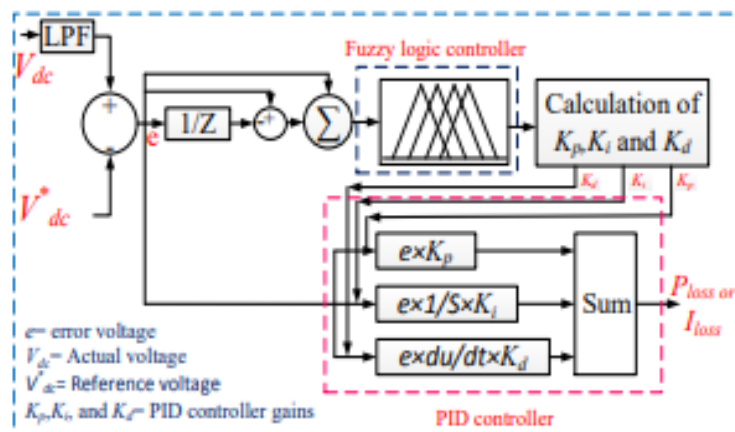 LPF
V_dc
Fuzzy logic controller
+
-
e
1/Z
-+
Σ
Calculation of
K_p,K_i and K_d
V*_dc
K_d
K_i
K_p
e×K_p
e×1/S×K_i
e×du/dt×K_d
Sum
P_loss or
I_loss
e= error voltage
V_dc= Actual voltage
V*_dc= Reference voltage
K_p,K_i, and K_d= PID controller gains
PID controller